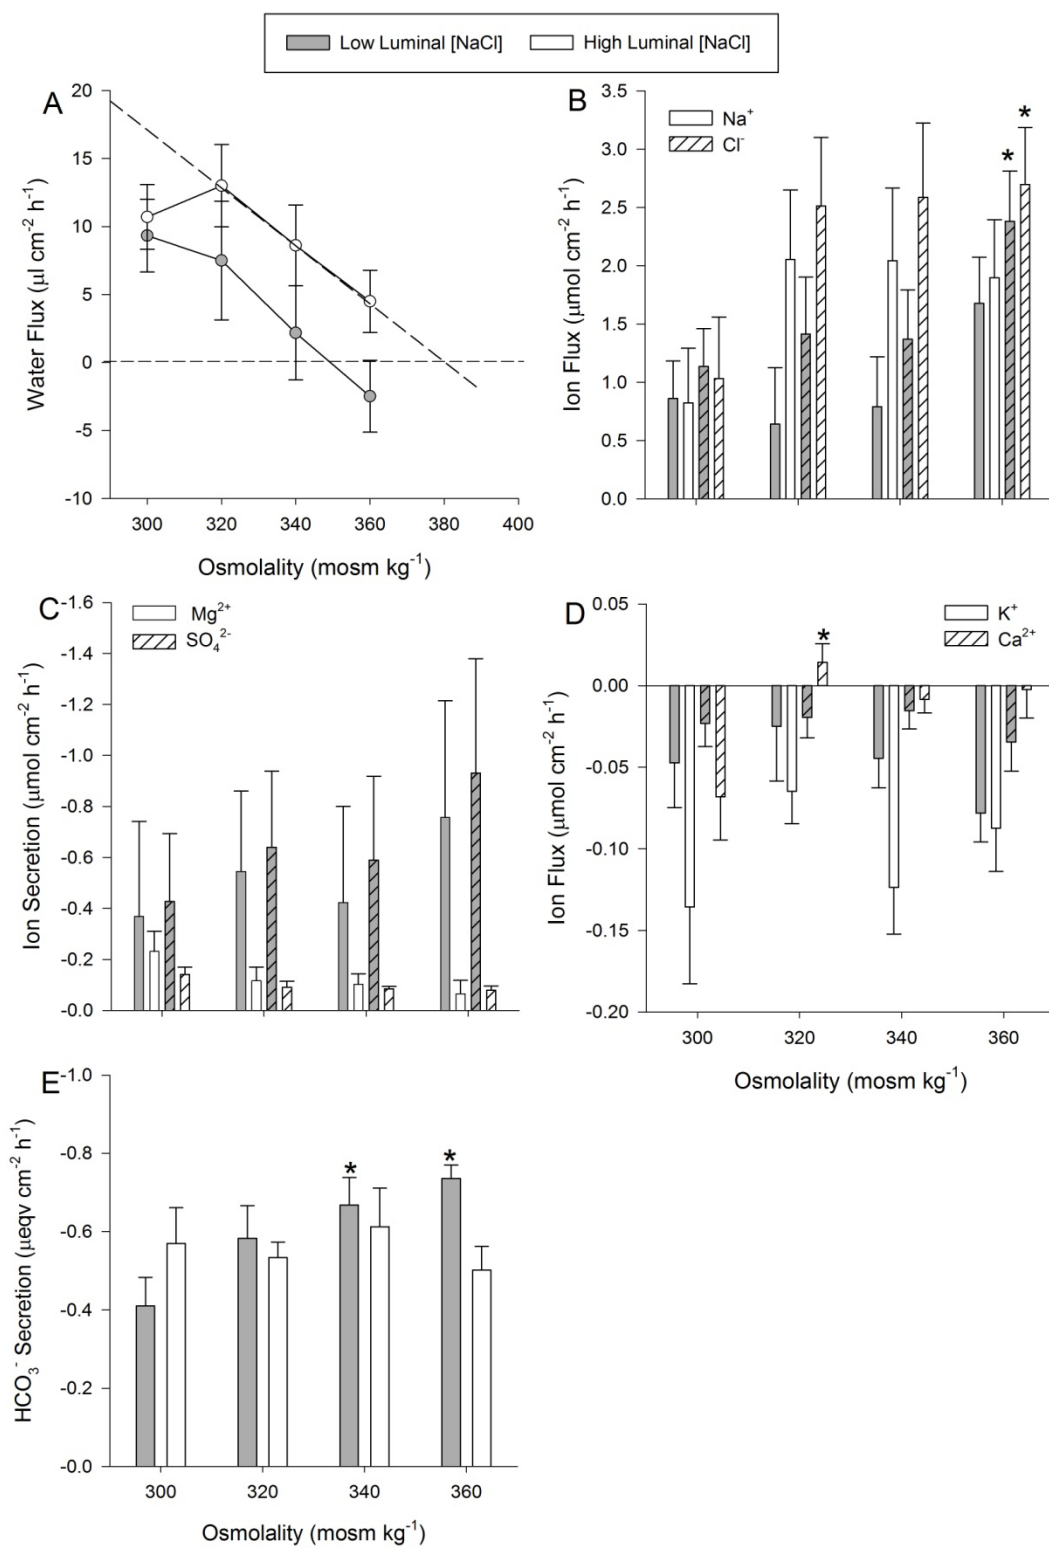 Low Luminal [NaCl] High Luminal [NaCl]
A
Water Flux (µl cm⁻² h⁻¹)
20
15
10
5
0
-5
-10
300 320 340 360 380 400
Osmolality (mosm kg⁻¹)
B
Na⁺
Cl⁻
Ion Flux (µmol cm⁻² h⁻¹)
3.5
3.0
2.5
2.0
1.5
1.0
0.5
0.0
* *
C
Mg²⁺
SO₄²⁻
Ion Secretion (µmol cm⁻² h⁻¹)
-1.6
-1.4
-1.2
-1.0
-0.8
-0.6
-0.4
-0.2
-0.0
D
K⁺
Ca²⁺
Ion Flux (µmol cm⁻² h⁻¹)
0.05
0.00
-0.05
-0.10
-0.15
-0.20
*
300 320 340 360
Osmolality (mosm kg⁻¹)
E
HCO₃⁻ Secretion (µeqv cm⁻² h⁻¹)
-1.0
-0.8
-0.6
-0.4
-0.2
-0.0
* *
300 320 340 360
Osmolality (mosm kg⁻¹)